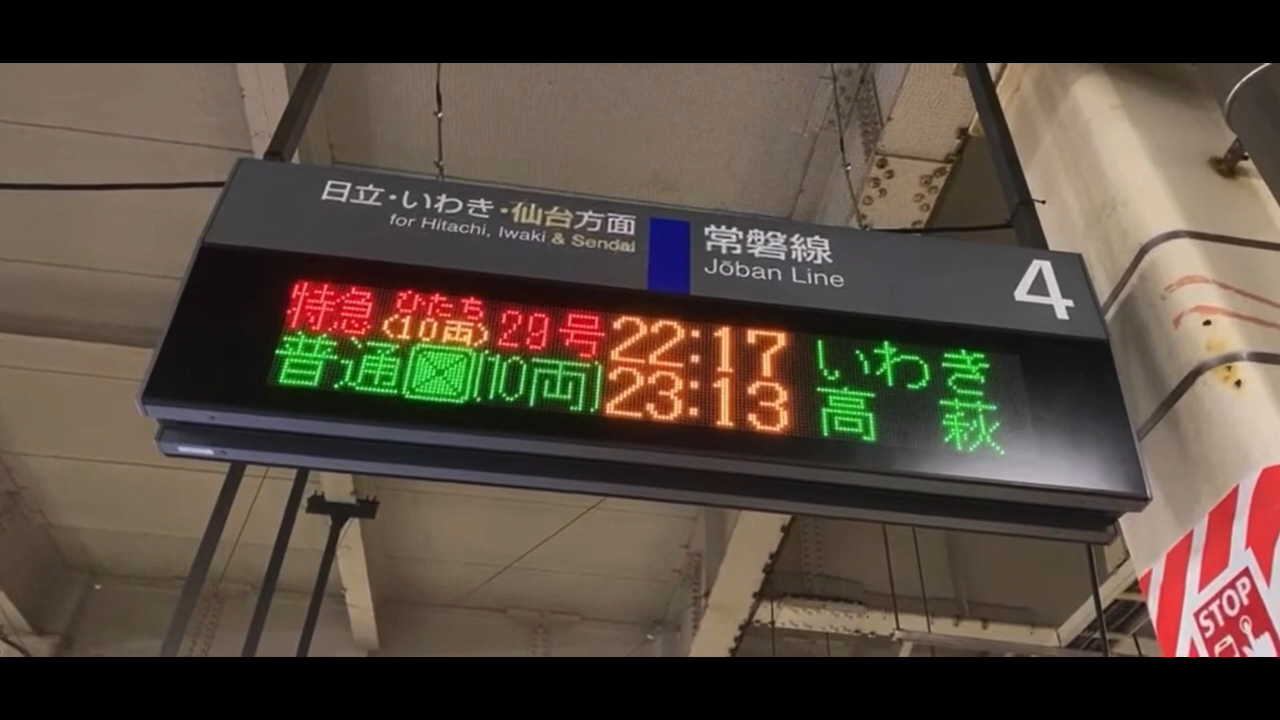 日立・いわき・仙台方面
for Hitachi, Iwaki & Sendai
常磐線
Jōban Line
4
特急 ひたち 29号 22:17 いわき
(10両)
普通 (10両) 23:13 高萩
STOP